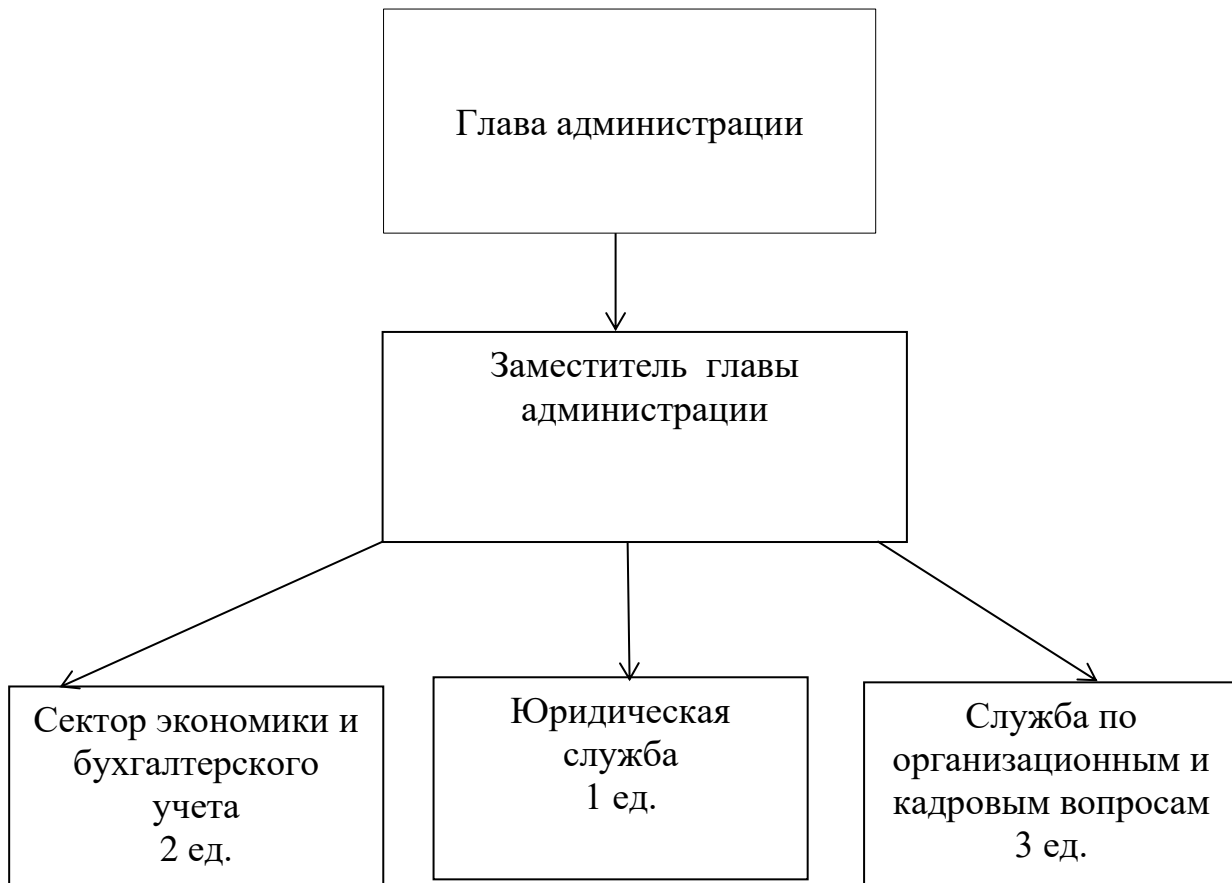 Глава администрации
Заместитель  главы
администрации
Сектор экономики и
бухгалтерского
учета
2 ед.
Юридическая
служба
1 ед.
Служба по
организационным и
кадровым вопросам
3 ед.